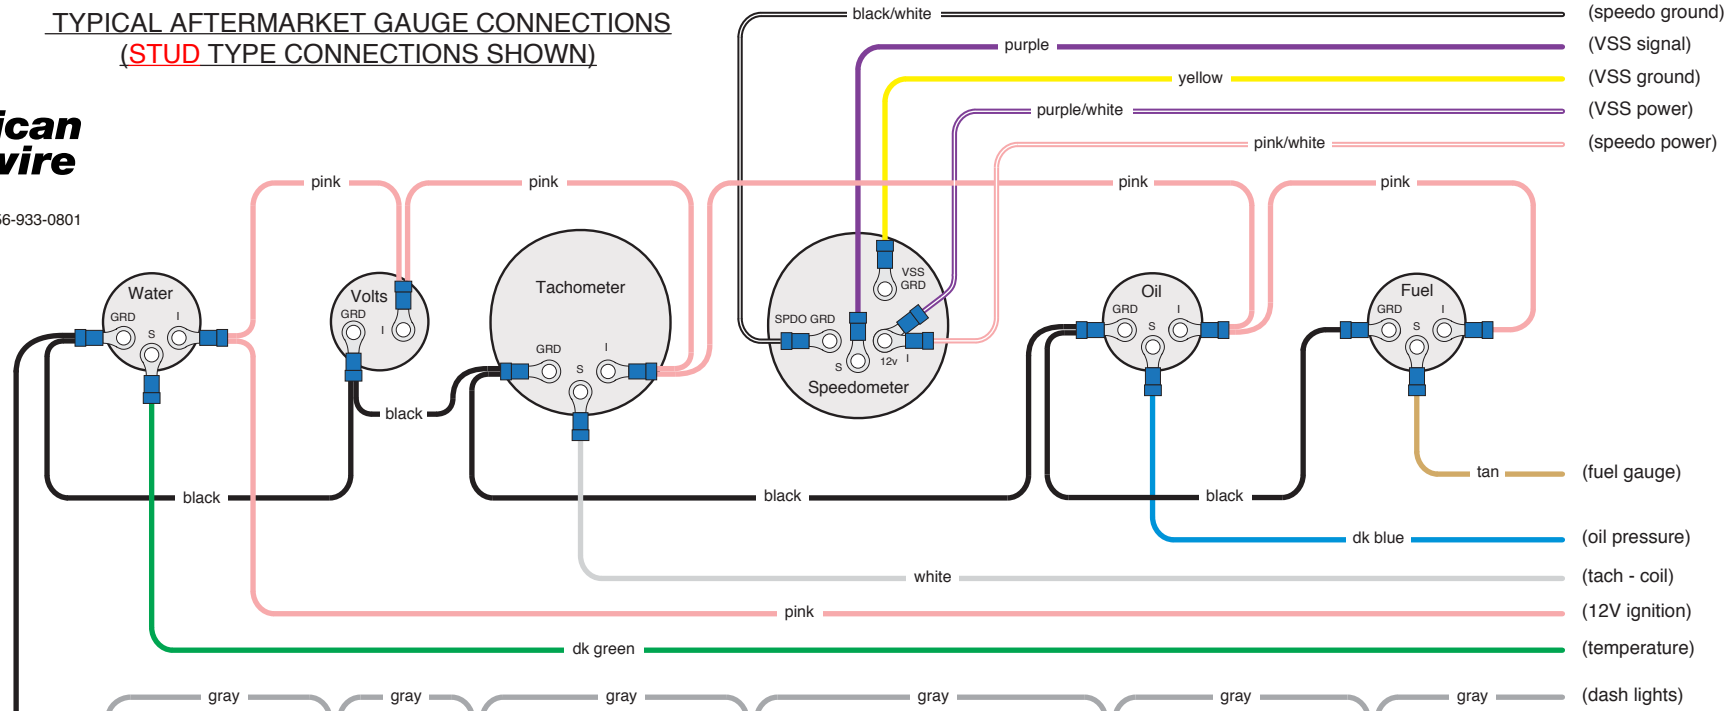 TYPICAL AFTERMARKET GAUGE CONNECTIONS
(STUD TYPE CONNECTIONS SHOWN)
ican
wire
56-933-0801
black/white
(speedo ground)
purple
(VSS signal)
yellow
(VSS ground)
purple/white
(VSS power)
pink/white
(speedo power)
pink
pink
pink
pink
Water
GRD
S
I
Volts
GRD
I
Tachometer
GRD
S
I
VSS
GRD
SPDO GRD
S
12v
I
Speedometer
Oil
GRD
S
I
Fuel
GRD
S
I
black
black
black
black
tan
(fuel gauge)
dk blue
(oil pressure)
white
(tach - coil)
pink
(12V ignition)
dk green
(temperature)
gray
gray
gray
gray
gray
gray
(dash lights)